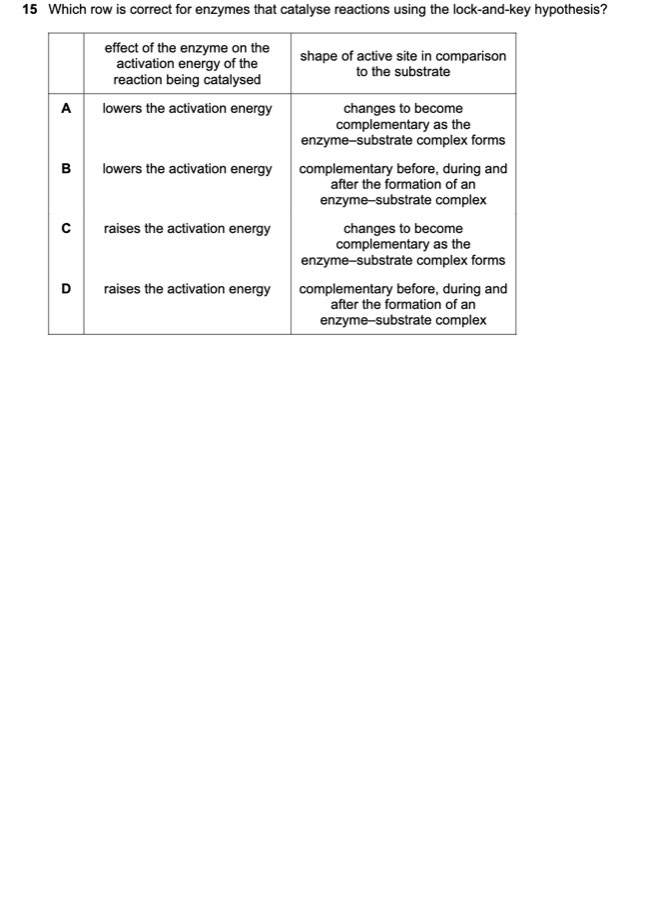 15 Which row is correct for enzymes that catalyse reactions using the lock-and-key hypothesis?
effect of the enzyme on the
activation energy of the
reaction being catalysed
shape of active site in comparison
to the substrate
A lowers the activation energy changes to become
complementary as the
enzyme–substrate complex forms
B lowers the activation energy complementary before, during and
after the formation of an
enzyme–substrate complex
C raises the activation energy changes to become
complementary as the
enzyme–substrate complex forms
D raises the activation energy complementary before, during and
after the formation of an
enzyme–substrate complex